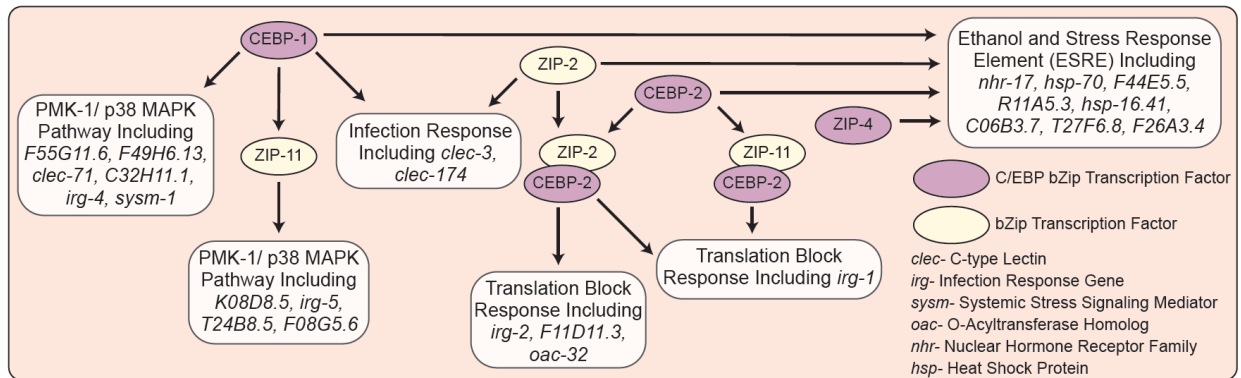 CEBP-1
ZIP-2
CEBP-2
ZIP-4
Ethanol and Stress Response
Element (ESRE) Including
nhr-17, hsp-70, F44E5.5,
R11A5.3, hsp-16.41,
C06B3.7, T27F6.8, F26A3.4
PMK-1/ p38 MAPK
Pathway Including
F55G11.6, F49H6.13,
clec-71, C32H11.1,
irg-4, sysm-1
ZIP-11
Infection Response
Including clec-3,
clec-174
ZIP-2
CEBP-2
ZIP-11
CEBP-2
PMK-1/ p38 MAPK
Pathway Including
K08D8.5, irg-5,
T24B8.5, F08G5.6
Translation Block
Response Including
irg-2, F11D11.3,
oac-32
Translation Block
Response Including irg-1
C/EBP bZip Transcription Factor
bZip Transcription Factor
clec- C-type Lectin
irg- Infection Response Gene
sysm- Systemic Stress Signaling Mediator
oac- O-Acyltransferase Homolog
nhr- Nuclear Hormone Receptor Family
hsp- Heat Shock Protein